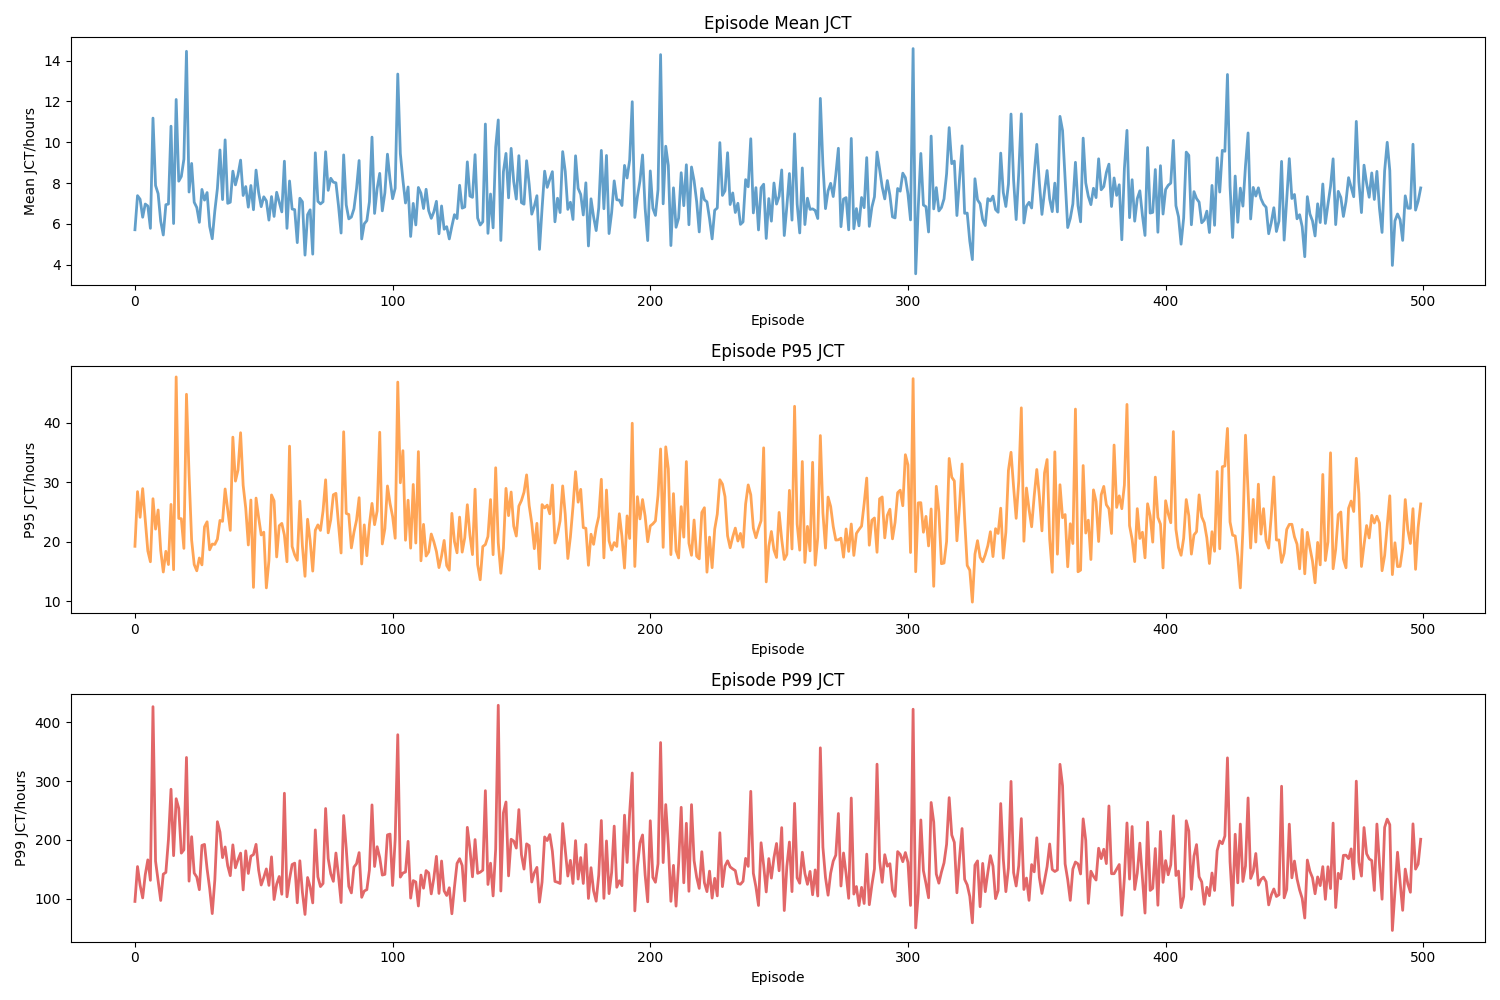 Episode Mean JCT
Mean JCT/hours
14
12
10
8
6
4
0 100 200 300 400 500
Episode
Episode P95 JCT
P95 JCT/hours
40
30
20
10
0 100 200 300 400 500
Episode
Episode P99 JCT
P99 JCT/hours
400
300
200
100
0 100 200 300 400 500
Episode